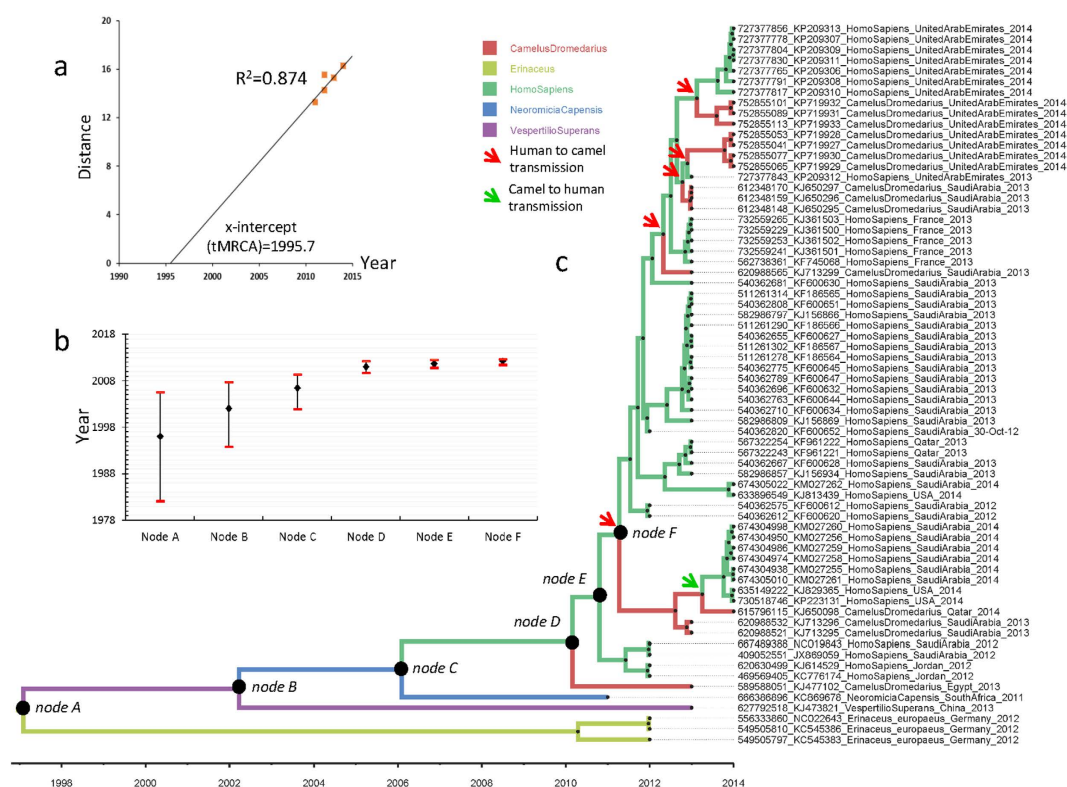 a
20
16
12
8
4
0
Distance
R²=0.874
x-intercept
(tMRCA)=1995.7
1990 1995 2000 2005 2010 2015
Year
CamelusDromedarius
Erinaceus
HomoSapiens
NeoromiciaCapensis
VespertilioSuperans
Human to camel
transmission
Camel to human
transmission
b
2018
2008
1998
1988
1978
Year
Node A Node B Node C Node D Node E Node F
c
727377856_KP209313_HomoSapiens_UnitedArabEmirates_2014
727377778_KP209307_HomoSapiens_UnitedArabEmirates_2014
727377804_KP209309_HomoSapiens_UnitedArabEmirates_2014
727377830_KP209311_HomoSapiens_UnitedArabEmirates_2014
727377765_KP209306_HomoSapiens_UnitedArabEmirates_2014
727377791_KP209308_HomoSapiens_UnitedArabEmirates_2014
727377817_KP209310_HomoSapiens_UnitedArabEmirates_2014
752855101_KP719932_CamelusDromedarius_UnitedArabEmirates_2014
752855089_KP719931_CamelusDromedarius_UnitedArabEmirates_2014
752855113_KP719933_CamelusDromedarius_UnitedArabEmirates_2014
752855053_KP719928_CamelusDromedarius_UnitedArabEmirates_2014
752855041_KP719927_CamelusDromedarius_UnitedArabEmirates_2014
752855077_KP719930_CamelusDromedarius_UnitedArabEmirates_2014
752855065_KP719929_CamelusDromedarius_UnitedArabEmirates_2014
727377843_KP209312_HomoSapiens_UnitedArabEmirates_2013
612348170_KJ650297_CamelusDromedarius_SaudiArabia_2013
612348159_KJ650296_CamelusDromedarius_SaudiArabia_2013
612348148_KJ650295_CamelusDromedarius_SaudiArabia_2013
732559265_KJ361503_HomoSapiens_France_2013
732559229_KJ361500_HomoSapiens_France_2013
732559253_KJ361502_HomoSapiens_France_2013
732559241_KJ361501_HomoSapiens_France_2013
562738361_KF745068_HomoSapiens_France_2013
620988565_KJ713299_CamelusDromedarius_SaudiArabia_2013
540362681_KF600630_HomoSapiens_SaudiArabia_2013
511261314_KF186565_HomoSapiens_SaudiArabia_2013
540362808_KF600651_HomoSapiens_SaudiArabia_2013
582986797_KJ156866_HomoSapiens_SaudiArabia_2013
511261290_KF186566_HomoSapiens_SaudiArabia_2013
540362655_KF600627_HomoSapiens_SaudiArabia_2013
511261302_KF186567_HomoSapiens_SaudiArabia_2013
511261278_KF186564_HomoSapiens_SaudiArabia_2013
540362775_KF600645_HomoSapiens_SaudiArabia_2013
540362789_KF600647_HomoSapiens_SaudiArabia_2013
540362696_KF600632_HomoSapiens_SaudiArabia_2013
540362763_KF600644_HomoSapiens_SaudiArabia_2013
540362710_KF600634_HomoSapiens_SaudiArabia_2013
582986809_KJ156869_HomoSapiens_SaudiArabia_2013
540362820_KF600652_HomoSapiens_SaudiArabia_30-Oct-12
567322254_KF961222_HomoSapiens_Qatar_2013
567322243_KF961221_HomoSapiens_Qatar_2013
540362667_KF600628_HomoSapiens_SaudiArabia_2013
582986857_KJ156934_HomoSapiens_SaudiArabia_2013
674305022_KM027262_HomoSapiens_SaudiArabia_2014
633896549_KJ813439_HomoSapiens_USA_2014
540362575_KF600612_HomoSapiens_SaudiArabia_2012
540362612_KF600620_HomoSapiens_SaudiArabia_2012
674304998_KM027260_HomoSapiens_SaudiArabia_2014
674304950_KM027256_HomoSapiens_SaudiArabia_2014
674304986_KM027259_HomoSapiens_SaudiArabia_2014
674304974_KM027258_HomoSapiens_SaudiArabia_2014
674304938_KM027255_HomoSapiens_SaudiArabia_2014
674305010_KM027261_HomoSapiens_SaudiArabia_2014
635149222_KJ829365_HomoSapiens_USA_2014
730518746_KP223131_HomoSapiens_USA_2014
615796115_KJ650098_CamelusDromedarius_Qatar_2014
620988532_KJ713296_CamelusDromedarius_SaudiArabia_2013
620988521_KJ713295_CamelusDromedarius_SaudiArabia_2013
667489388_NC019843_HomoSapiens_SaudiArabia_2012
409052551_JX869059_HomoSapiens_SaudiArabia_2012
620630499_KJ614529_HomoSapiens_Jordan_2012
469569405_KC776174_HomoSapiens_Jordan_2012
589588051_KJ477102_CamelusDromedarius_Egypt_2013
666386896_KC869678_NeoromiciaCapensis_SouthAfrica_2011
627792518_KJ473821_VespertilioSuperans_China_2013
556333860_NC022643_Erinaceus_europaeus_Germany_2012
549505810_KC545386_Erinaceus_europaeus_Germany_2012
549505797_KC545383_Erinaceus_europaeus_Germany_2012
node F
node E
node D
node C
node B
node A
1998 2000 2002 2004 2006 2008 2010 2012 2014